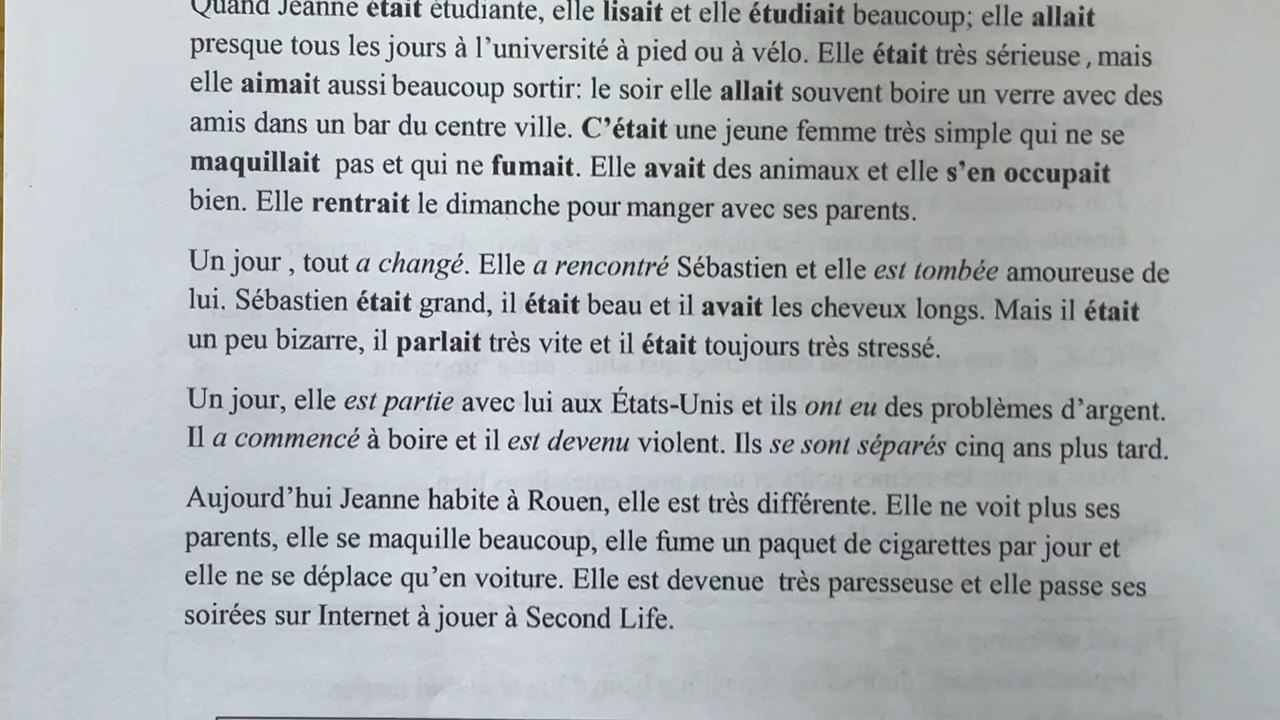 Quand Jeanne était étudiante, elle lisait et elle étudiait beaucoup; elle allait
presque tous les jours à l'université à pied ou à vélo. Elle était très sérieuse, mais
elle aimait aussi beaucoup sortir: le soir elle allait souvent boire un verre avec des
amis dans un bar du centre ville. C'était une jeune femme très simple qui ne se
maquillait pas et qui ne fumait. Elle avait des animaux et elle s'en occupait
bien. Elle rentrait le dimanche pour manger avec ses parents.
Un jour , tout a changé. Elle a rencontré Sébastien et elle est tombée amoureuse de
lui. Sébastien était grand, il était beau et il avait les cheveux longs. Mais il était
un peu bizarre, il parlait très vite et il était toujours très stressé.
Un jour, elle est partie avec lui aux États-Unis et ils ont eu des problèmes d'argent.
Il a commencé à boire et il est devenu violent. Ils se sont séparés cinq ans plus tard.
Aujourd'hui Jeanne habite à Rouen, elle est très différente. Elle ne voit plus ses
parents, elle se maquille beaucoup, elle fume un paquet de cigarettes par jour et
elle ne se déplace qu'en voiture. Elle est devenue très paresseuse et elle passe ses
soirées sur Internet à jouer à Second Life.